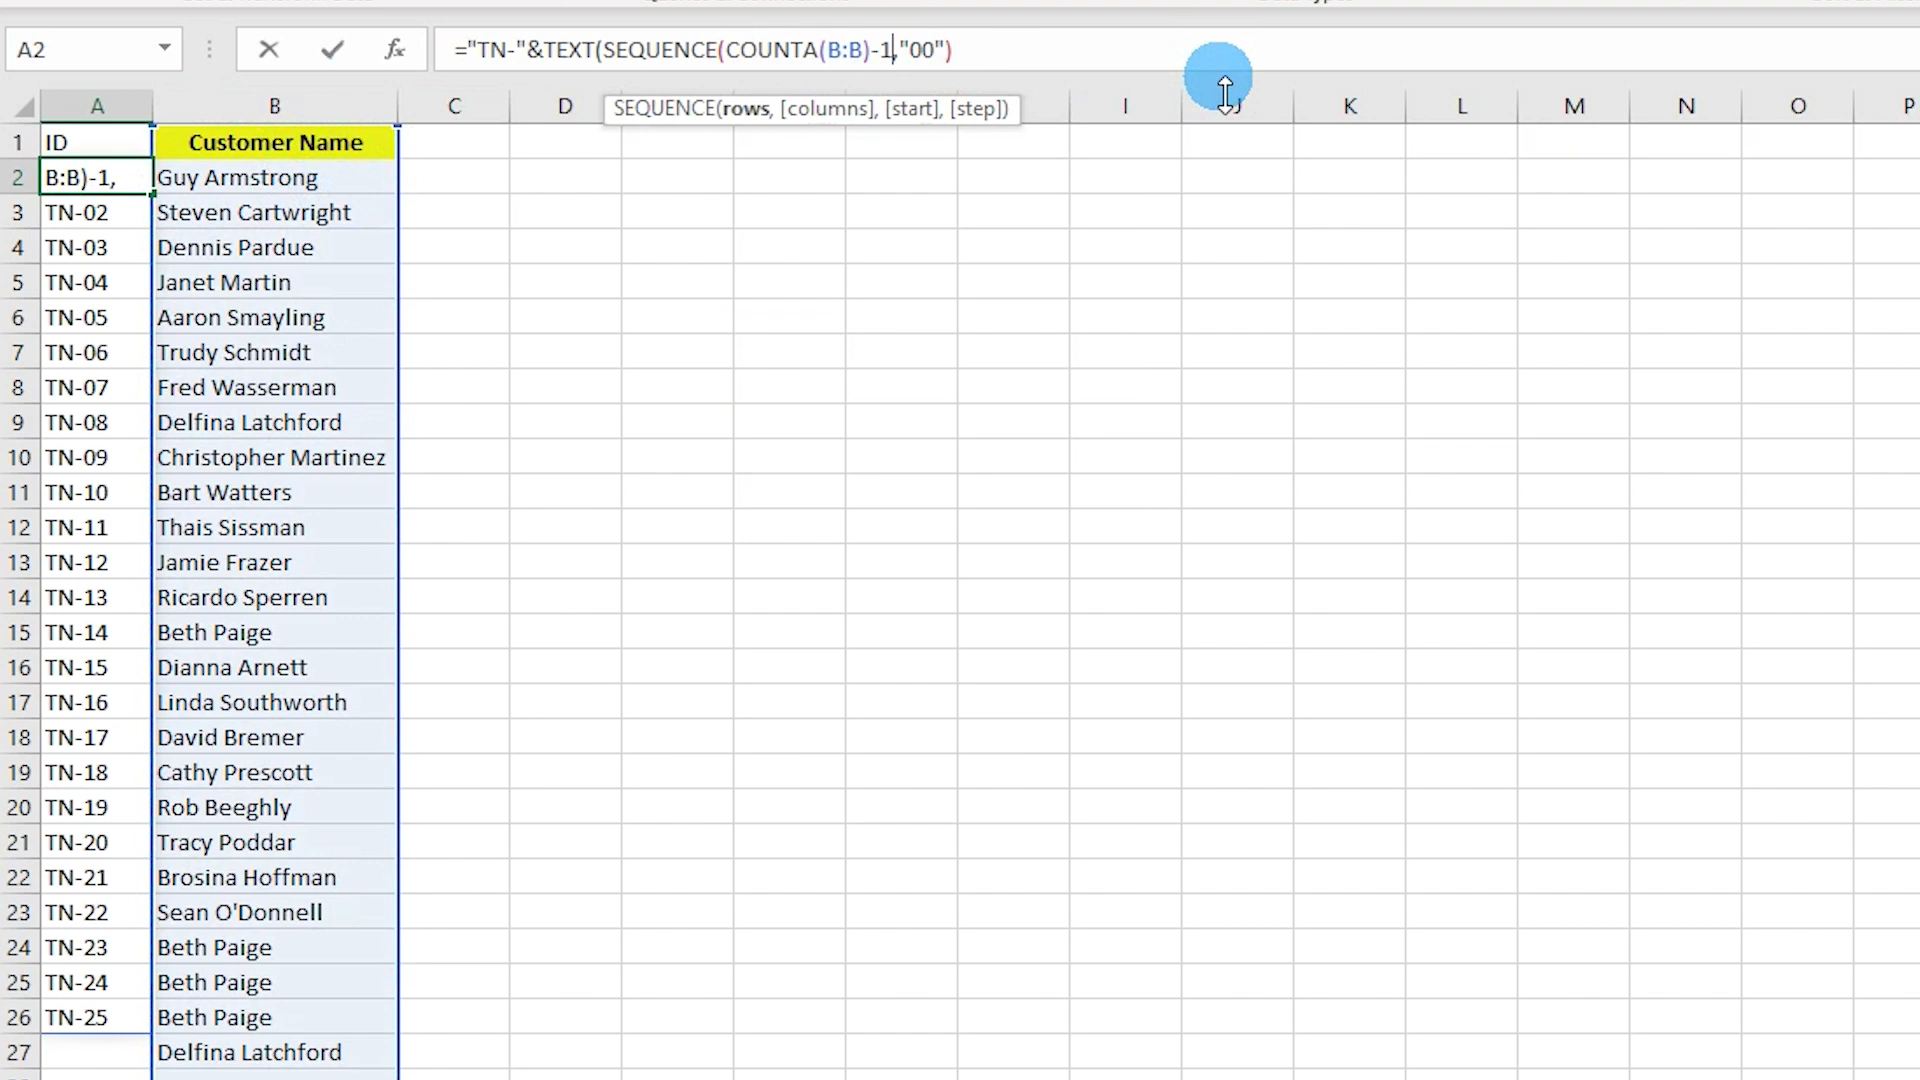 A2
="TN-"&TEXT(SEQUENCE(COUNTA(B:B)-1,"00")
SEQUENCE(rows, [columns], [start], [step])
A B C D I J K L M N O P
1 ID Customer Name
2 B:B)-1, Guy Armstrong
3 TN-02 Steven Cartwright
4 TN-03 Dennis Pardue
5 TN-04 Janet Martin
6 TN-05 Aaron Smayling
7 TN-06 Trudy Schmidt
8 TN-07 Fred Wasserman
9 TN-08 Delfina Latchford
10 TN-09 Christopher Martinez
11 TN-10 Bart Watters
12 TN-11 Thais Sissman
13 TN-12 Jamie Frazer
14 TN-13 Ricardo Sperren
15 TN-14 Beth Paige
16 TN-15 Dianna Arnett
17 TN-16 Linda Southworth
18 TN-17 David Bremer
19 TN-18 Cathy Prescott
20 TN-19 Rob Beeghly
21 TN-20 Tracy Poddar
22 TN-21 Brosina Hoffman
23 TN-22 Sean O'Donnell
24 TN-23 Beth Paige
25 TN-24 Beth Paige
26 TN-25 Beth Paige
27 Delfina Latchford